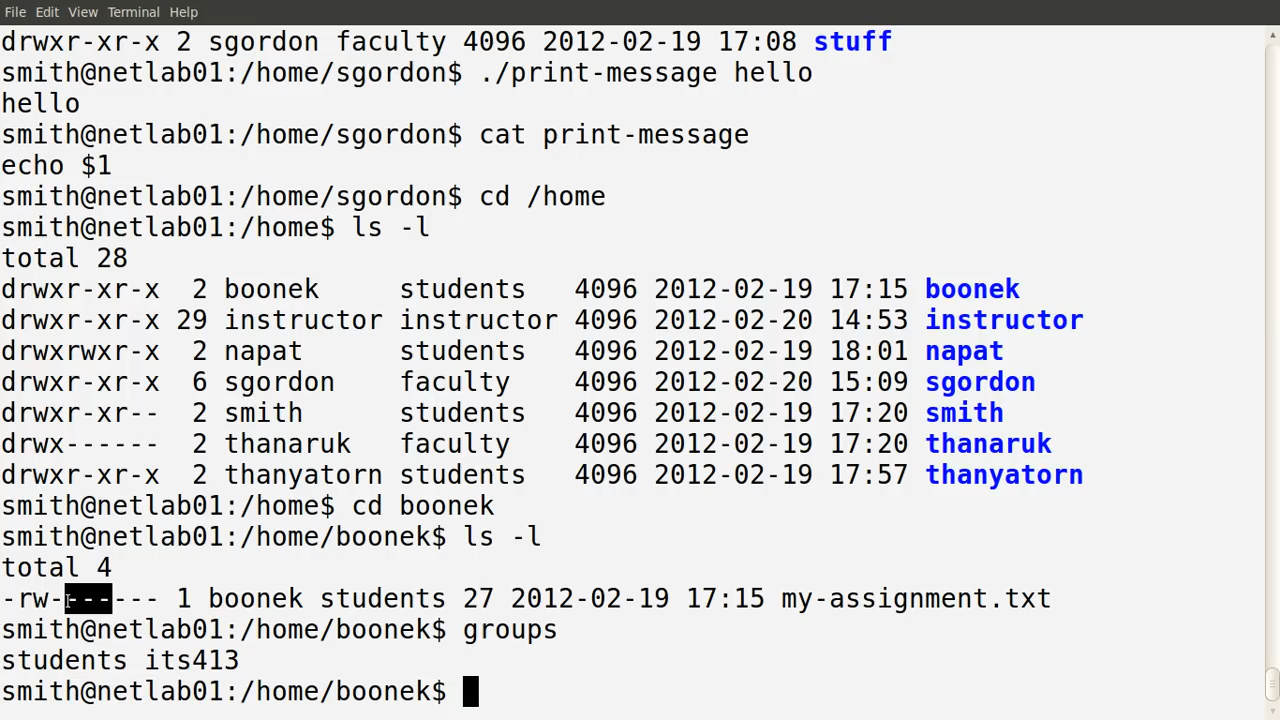 File Edit View Terminal Help
drwxr-xr-x 2 sgordon faculty 4096 2012-02-19 17:08 stuff
smith@netlab01:/home/sgordon$ ./print-message hello
hello
smith@netlab01:/home/sgordon$ cat print-message
echo $1
smith@netlab01:/home/sgordon$ cd /home
smith@netlab01:/home$ ls -l
total 28
drwxr-xr-x  2 boonek     students   4096 2012-02-19 17:15 boonek
drwxr-xr-x 29 instructor instructor 4096 2012-02-20 14:53 instructor
drwxrwxr-x  2 napat      students   4096 2012-02-19 18:01 napat
drwxr-xr-x  6 sgordon    faculty    4096 2012-02-20 15:09 sgordon
drwxr-xr--  2 smith      students   4096 2012-02-19 17:20 smith
drwx------  2 thanaruk   faculty    4096 2012-02-19 17:20 thanaruk
drwxr-xr-x  2 thanyatorn students   4096 2012-02-19 17:57 thanyatorn
smith@netlab01:/home$ cd boonek
smith@netlab01:/home/boonek$ ls -l
total 4
-rw------- 1 boonek students 27 2012-02-19 17:15 my-assignment.txt
smith@netlab01:/home/boonek$ groups
students its413
smith@netlab01:/home/boonek$